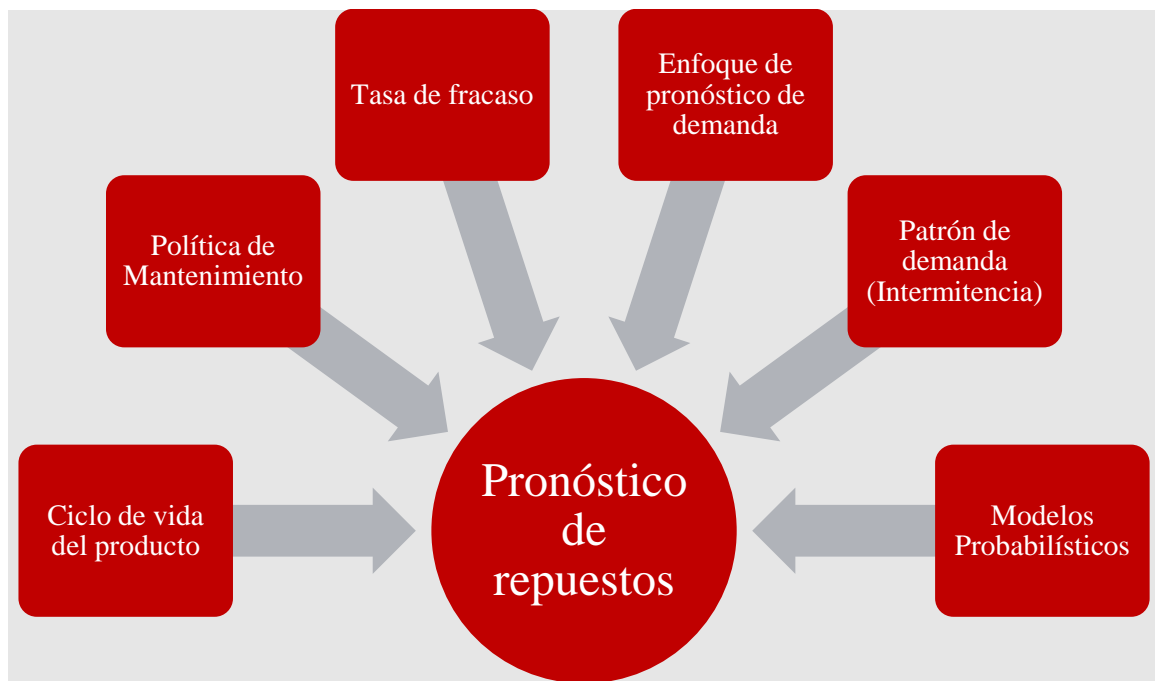 Tasa de fracaso
Enfoque de
pronóstico de
demanda
Política de
Mantenimiento
Patrón de
demanda
(Intermitencia)
Ciclo de vida
del producto
Pronóstico
de
repuestos
Modelos
Probabilísticos